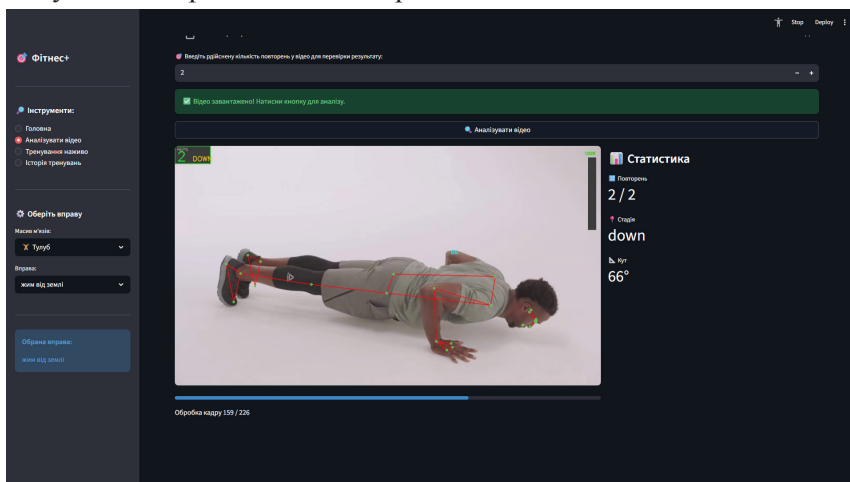 Stop Deploy
Фітнес+
Введіть рдійснену кількість повторень у відео для перевірки результату:
2
Відео завантажено! Натисни кнопку для аналізу.
Інструменти:
Головна
Аналізувати відео
Тренування наживо
Історія тренувань
Аналізувати відео
2 DOWN
Статистика
Повторень
2 / 2
Стадія
down
Кут
66°
Оберіть вправу
Масив м'язів:
Тулуб
Вправа:
жим від землі
Обрана вправа:
жим від землі
Обробка кадру 159 / 226